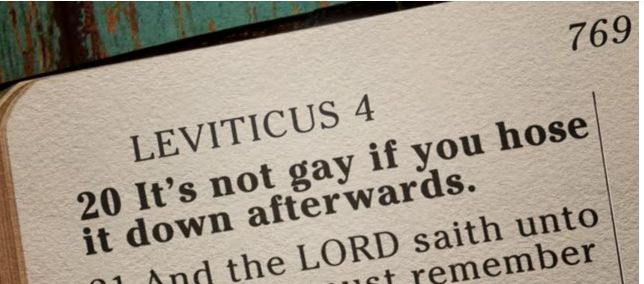 769
LEVITICUS 4
20 It's not gay if you hose
it down afterwards.
And the LORD saith unto
remember